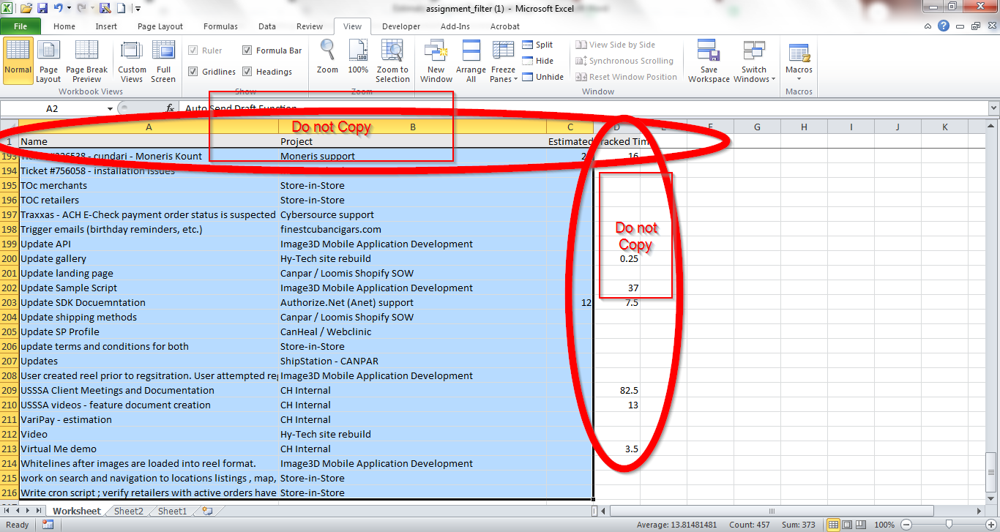 assignment_filter (1) - Microsoft Excel
File Home Insert Page Layout Formulas Data Review View Developer Add-Ins Acrobat
Normal Page Layout Page Break Preview Custom Views Full Screen
Workbook Views
Ruler Formula Bar
Gridlines Headings
Show
Zoom 100% Zoom to Selection
Zoom
New Window Arrange All Freeze Panes
Split View Side by Side
Hide Synchronous Scrolling
Unhide Reset Window Position
Window
Save Workspace Switch Windows
Macros
Macros
A2 fx Auto Send Draft Function
Do not Copy
A B C D E F G H I J K
1 Name Project Estimated Tracked Time
193 Ticket #226538 - cundari - Moneris Kount Moneris support 2 16
194 Ticket #756058 - installation issues
195 TOc merchants Store-in-Store
196 TOC retailers Store-in-Store
197 Traxxas - ACH E-Check payment order status is suspected Cybersource support
198 Trigger emails (birthday reminders, etc.) finestcubancigars.com
Do not
Copy
199 Update API Image3D Mobile Application Development
200 Update gallery Hy-Tech site rebuild 0.25
201 Update landing page Canpar / Loomis Shopify SOW
202 Update Sample Script Image3D Mobile Application Development 37
203 Update SDK Docuemntation Authorize.Net (Anet) support 12 7.5
204 Update shipping methods Canpar / Loomis Shopify SOW
205 Update SP Profile CanHeal / Webclinic
206 update terms and conditions for both Store-in-Store
207 Updates ShipStation - CANPAR
208 User created reel prior to regsitration. User attempted reg Image3D Mobile Application Development
209 USSSA Client Meetings and Documentation CH Internal 82.5
210 USSSA videos - feature document creation CH Internal 13
211 VariPay - estimation CH Internal
212 Video Hy-Tech site rebuild
213 Virtual Me demo CH Internal 3.5
214 Whitelines after images are loaded into reel format. Image3D Mobile Application Development
215 work on search and navigation to locations listings , map, Store-in-Store
216 Write cron script ; verify retailers with active orders have Store-in-Store
Worksheet Sheet2 Sheet1
Ready Average: 13.81481481 Count: 457 Sum: 373 100%